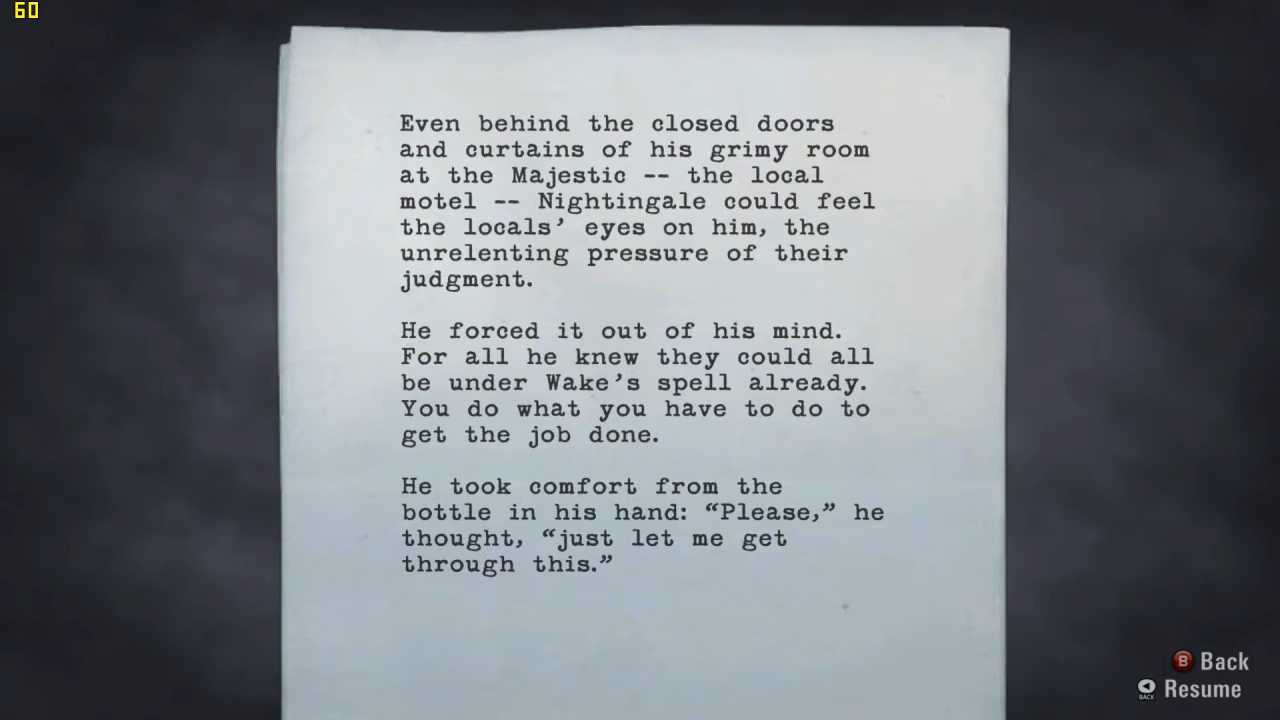 60
Even behind the closed doors
and curtains of his grimy room
at the Majestic -- the local
motel -- Nightingale could feel
the locals’ eyes on him, the
unrelenting pressure of their
judgment.
He forced it out of his mind.
For all he knew they could all
be under Wake’s spell already.
You do what you have to do to
get the job done.
He took comfort from the
bottle in his hand: “Please,” he
thought, “just let me get
through this.”
B Back
BACK Resume